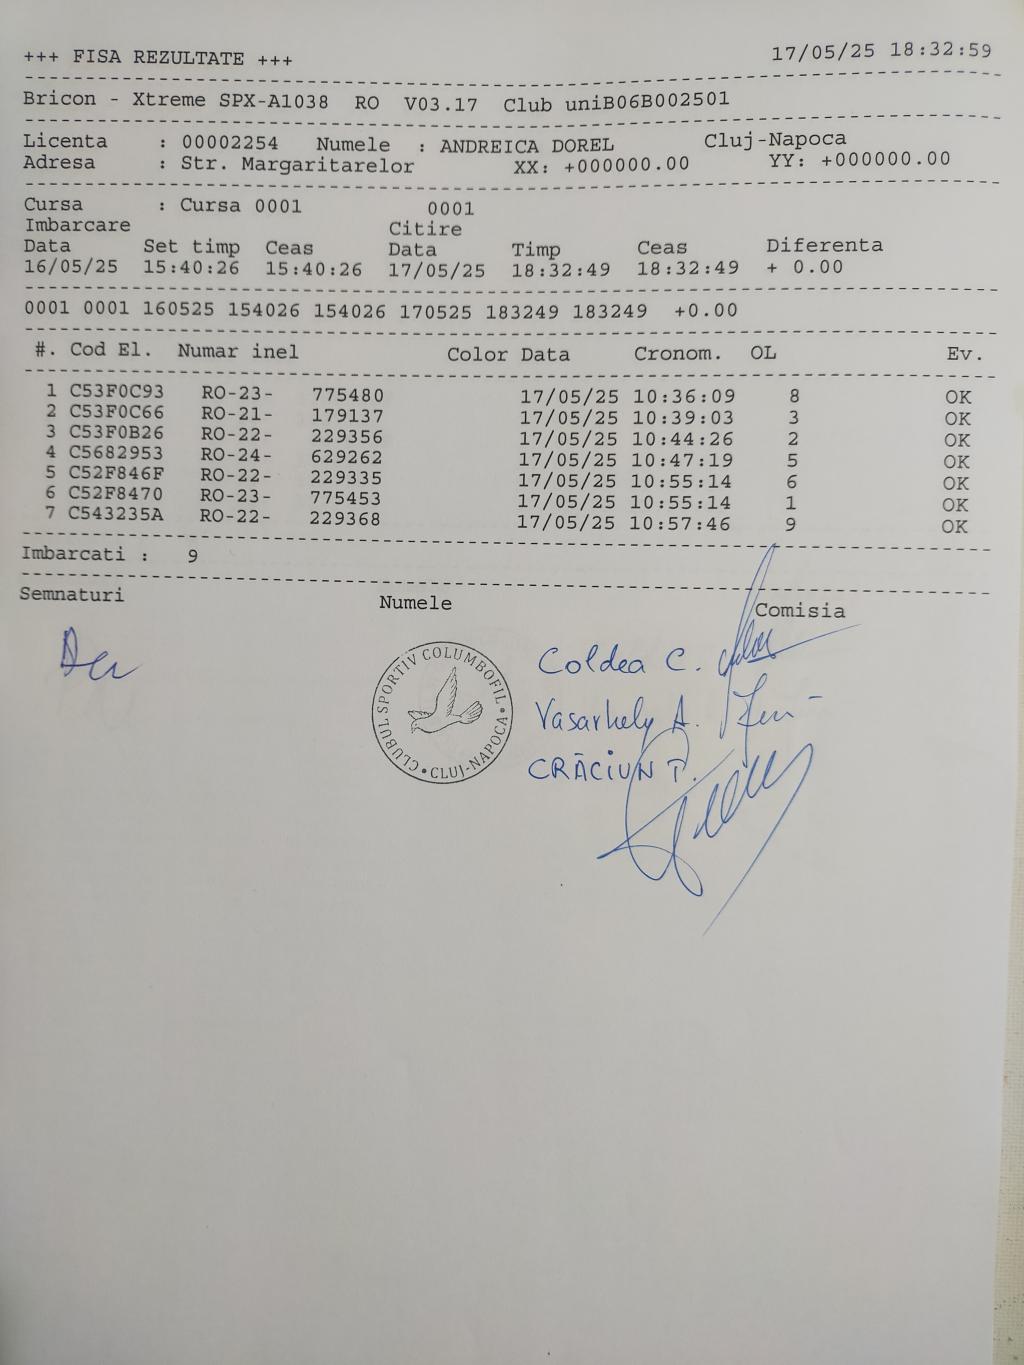 +++ FISA REZULTATE +++ 17/05/25 18:32:59
Bricon - Xtreme SPX-A1038 RO V03.17 Club uniB06B002501
Licenta : 00002254 Numele : ANDREICA DOREL Cluj-Napoca
Adresa : Str. Margaritarelor XX: +000000.00 YY: +000000.00
Cursa : Cursa 0001 0001
Imbarcare Citire
Data Set timp Ceas Data Timp Ceas Diferenta
16/05/25 15:40:26 15:40:26 17/05/25 18:32:49 18:32:49 + 0.00
0001 0001 160525 154026 154026 170525 183249 183249 +0.00
#. Cod El. Numar inel Color Data Cronom. OL Ev.
1 C53F0C93 RO-23- 775480 17/05/25 10:36:09 8 OK
2 C53F0C66 RO-21- 179137 17/05/25 10:39:03 3 OK
3 C53F0B26 RO-22- 229356 17/05/25 10:44:26 2 OK
4 C5682953 RO-24- 629262 17/05/25 10:47:19 5 OK
5 C52F846F RO-22- 229335 17/05/25 10:55:14 6 OK
6 C52F8470 RO-23- 775453 17/05/25 10:55:14 1 OK
7 C543235A RO-22- 229368 17/05/25 10:57:46 9 OK
Imbarcati : 9
Semnaturi Numele Comisia
CLUBUL SPORTIV COLUMBOFIL • CLUJ-NAPOCA •
Coldea C.
Vasarhely A.
CRĂCIUN P.